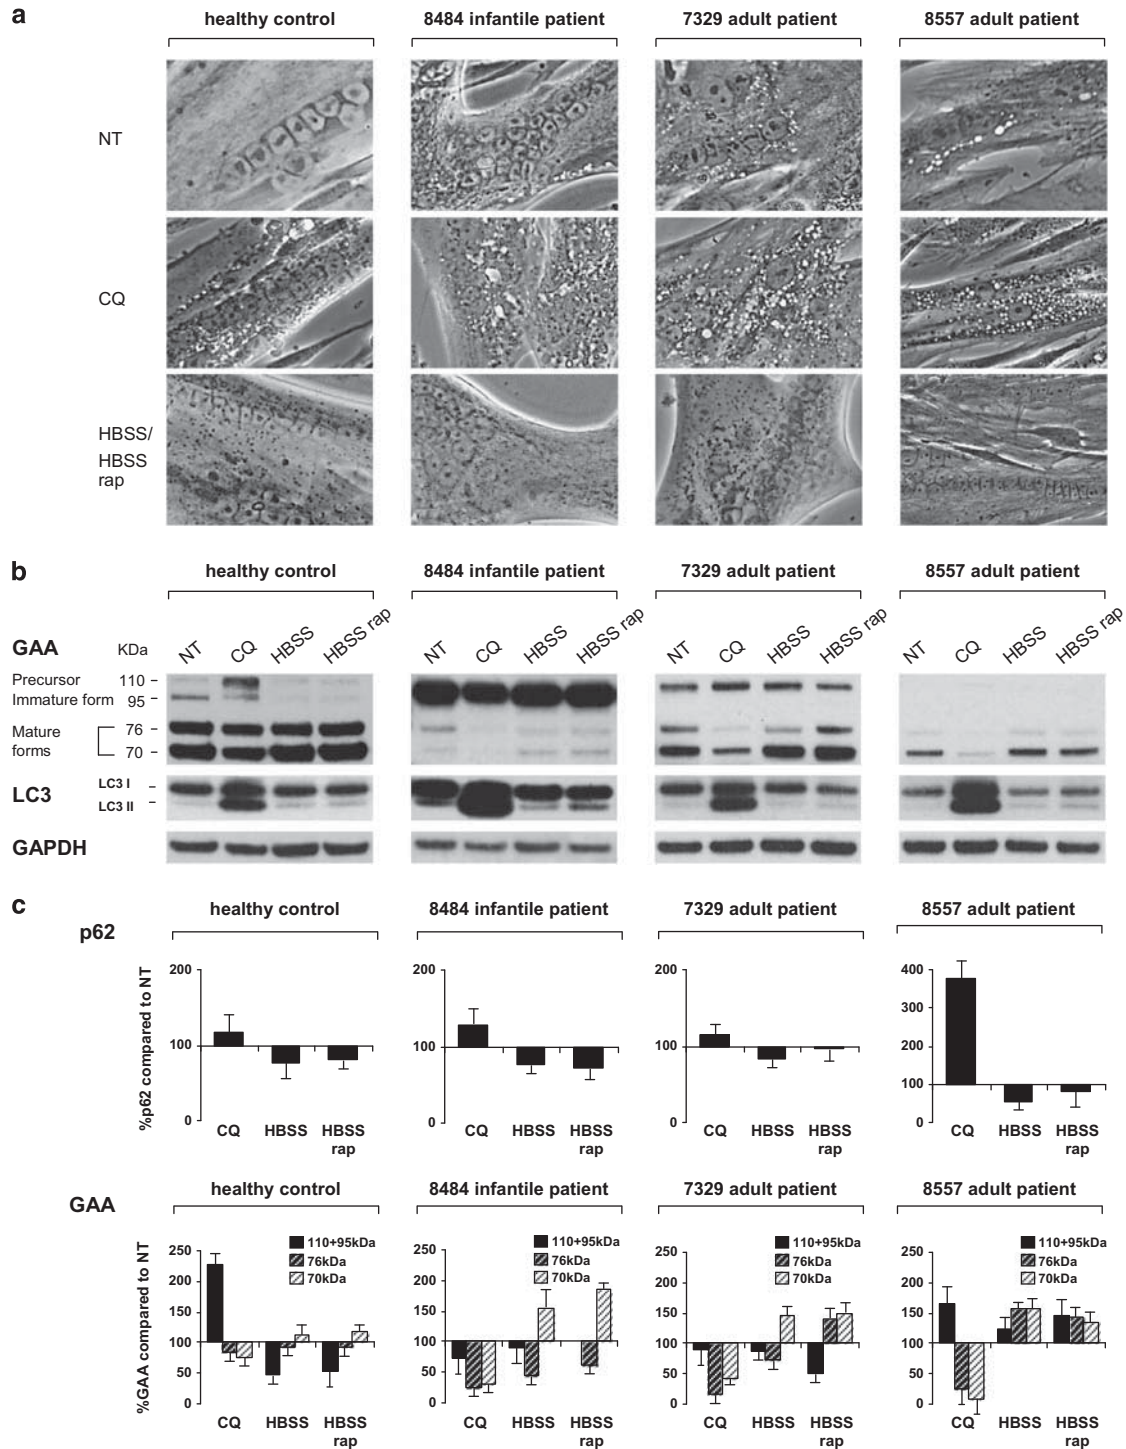 a
healthy control 8484 infantile patient 7329 adult patient 8557 adult patient
NT
CQ
HBSS/
HBSS
rap
b
healthy control 8484 infantile patient 7329 adult patient 8557 adult patient
GAA KDa NT CQ HBSS HBSS rap NT CQ HBSS HBSS rap NT CQ HBSS HBSS rap NT CQ HBSS HBSS rap
Precursor 110 –
Immature form 95 –
Mature 76 –
forms 70 –
LC3 LC3 I –
LC3 II –
GAPDH
c
healthy control 8484 infantile patient 7329 adult patient 8557 adult patient
p62
%p62 compared to NT
200 200 200 400
300
100 100 100 200
100
0 0 0 0
CQ HBSS HBSS CQ HBSS HBSS CQ HBSS HBSS CQ HBSS HBSS
rap rap rap rap
healthy control 8484 infantile patient 7329 adult patient 8557 adult patient
GAA
%GAA compared to NT
110+95kDa 110+95kDa 110+95kDa 110+95kDa
76kDa 76kDa 76kDa 76kDa
70kDa 70kDa 70kDa 70kDa
250 250 250 250
200 200 200 200
150 150 150 150
100 100 100 100
50 50 50 50
0 0 0 0
CQ HBSS HBSS CQ HBSS HBSS CQ HBSS HBSS CQ HBSS HBSS
rap rap rap rap